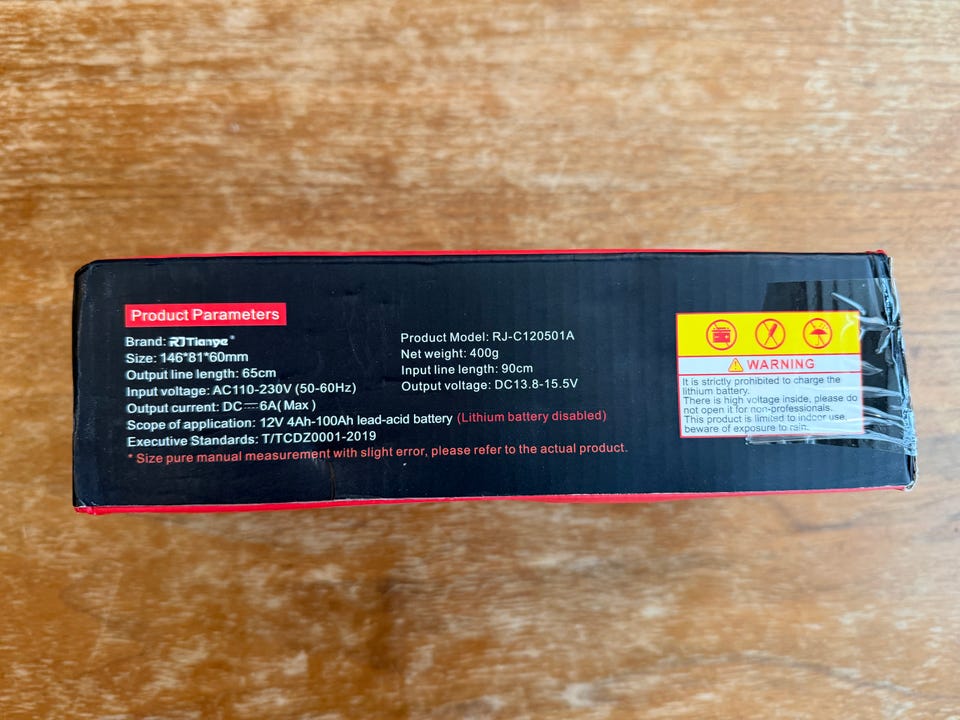 Product Parameters
Brand: RJTianye®
Size: 146*81*60mm
Output line length: 65cm
Input voltage: AC110-230V (50-60Hz)
Output current: DC⎓6A( Max )
Scope of application: 12V 4Ah-100Ah lead-acid battery (Lithium battery disabled)
Executive Standards: T/TCDZ0001-2019
* Size pure manual measurement with slight error, please refer to the actual product.
Product Model: RJ-C120501A
Net weight: 400g
Input line length: 90cm
Output voltage: DC13.8-15.5V
WARNING
It is strictly prohibited to charge the
lithium battery.
There is high voltage inside, please do
not open it for non-professionals.
This product is limited to indoor use,
beware of exposure to rain.